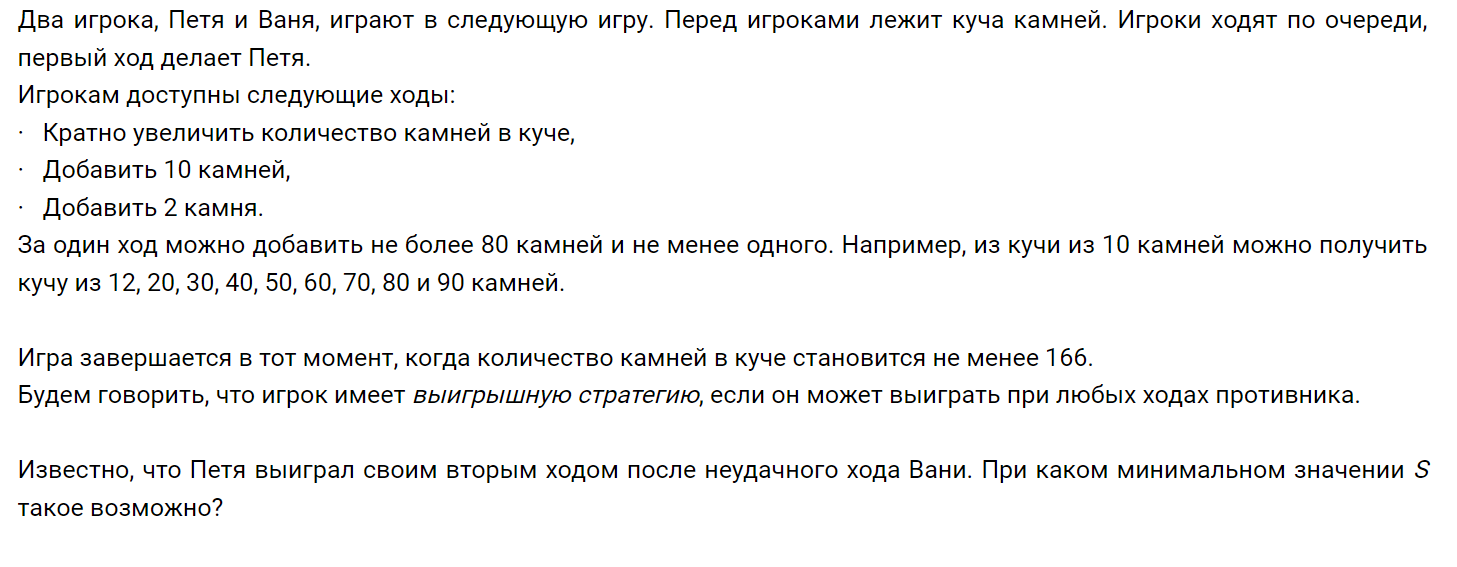 Два игрока, Петя и Ваня, играют в следующую игру. Перед игроками лежит куча камней. Игроки ходят по очереди,
первый ход делает Петя.
Игрокам доступны следующие ходы:
· Кратно увеличить количество камней в куче,
· Добавить 10 камней,
· Добавить 2 камня.
За один ход можно добавить не более 80 камней и не менее одного. Например, из кучи из 10 камней можно получить
кучу из 12, 20, 30, 40, 50, 60, 70, 80 и 90 камней.
Игра завершается в тот момент, когда количество камней в куче становится не менее 166.
Будем говорить, что игрок имеет выигрышную стратегию, если он может выиграть при любых ходах противника.
Известно, что Петя выиграл своим вторым ходом после неудачного хода Вани. При каком минимальном значении S
такое возможно?